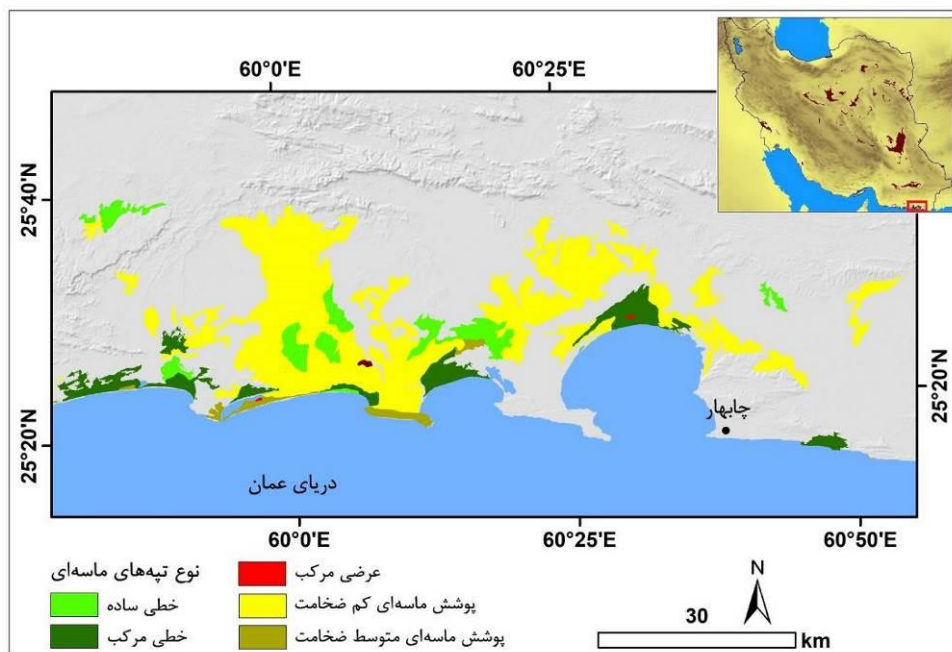 60°0'E
60°25'E
25°40'N
25°20'N
25°20'N
چابهار
دریای عمان
60°0'E
60°25'E
60°50'E
نوع تپه‌های ماسه‌ای
خطی ساده
خطی مرکب
عرضی مرکب
پوشش ماسه‌ای کم ضخامت
پوشش ماسه‌ای متوسط ضخامت
N
30
km